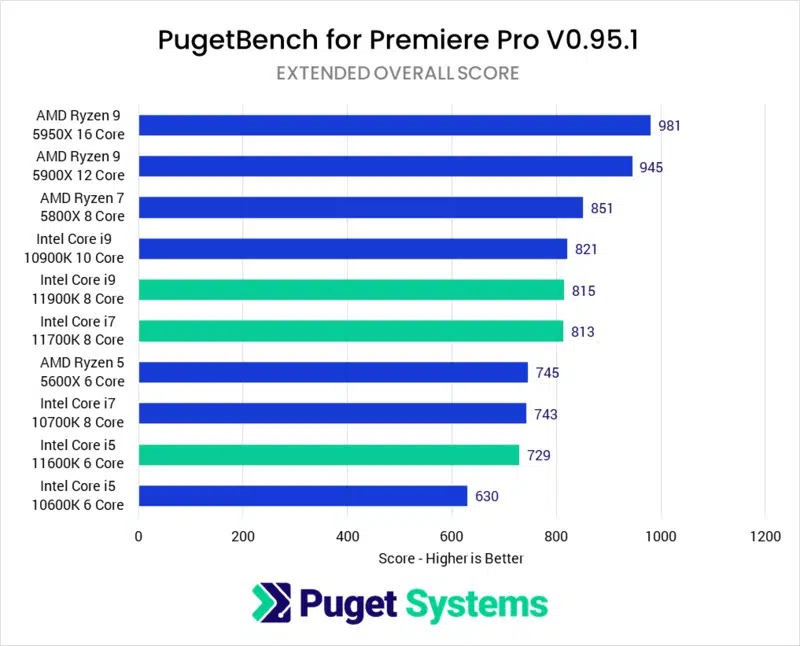 PugetBench for Premiere Pro V0.95.1
EXTENDED OVERALL SCORE
AMD Ryzen 9
5950X 16 Core
981
AMD Ryzen 9
5900X 12 Core
945
AMD Ryzen 7
5800X 8 Core
851
Intel Core i9
10900K 10 Core
821
Intel Core i9
11900K 8 Core
815
Intel Core i7
11700K 8 Core
813
AMD Ryzen 5
5600X 6 Core
745
Intel Core i7
10700K 8 Core
743
Intel Core i5
11600K 6 Core
729
Intel Core i5
10600K 6 Core
630
0 200 400 600 800 1000 1200
Score - Higher is Better
Puget Systems